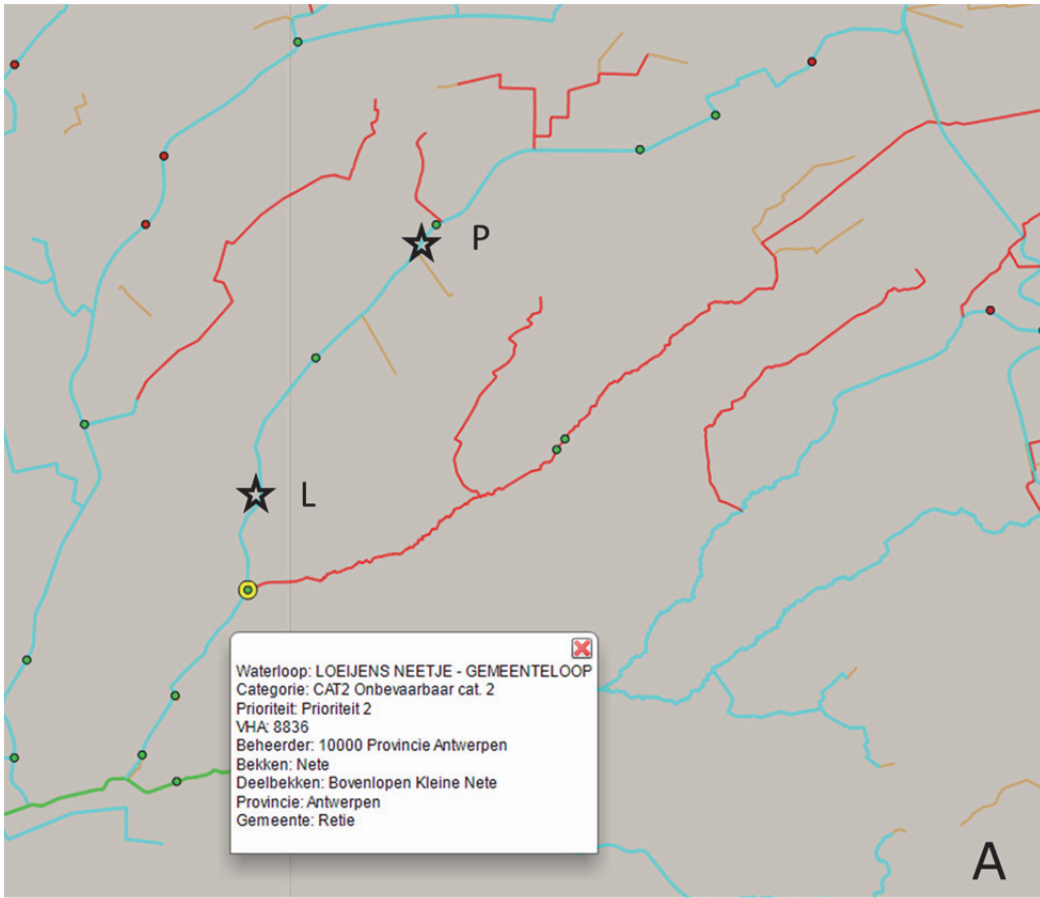 P
L
Waterloop: LOEIJENS NEETJE - GEMEENTELOOP
Categorie: CAT2 Onbevaarbaar cat. 2
Prioriteit: Prioriteit 2
VHA: 8836
Beheerder: 10000 Provincie Antwerpen
Bekken: Nete
Deelbekken: Bovenlopen Kleine Nete
Provincie: Antwerpen
Gemeente: Retie
A